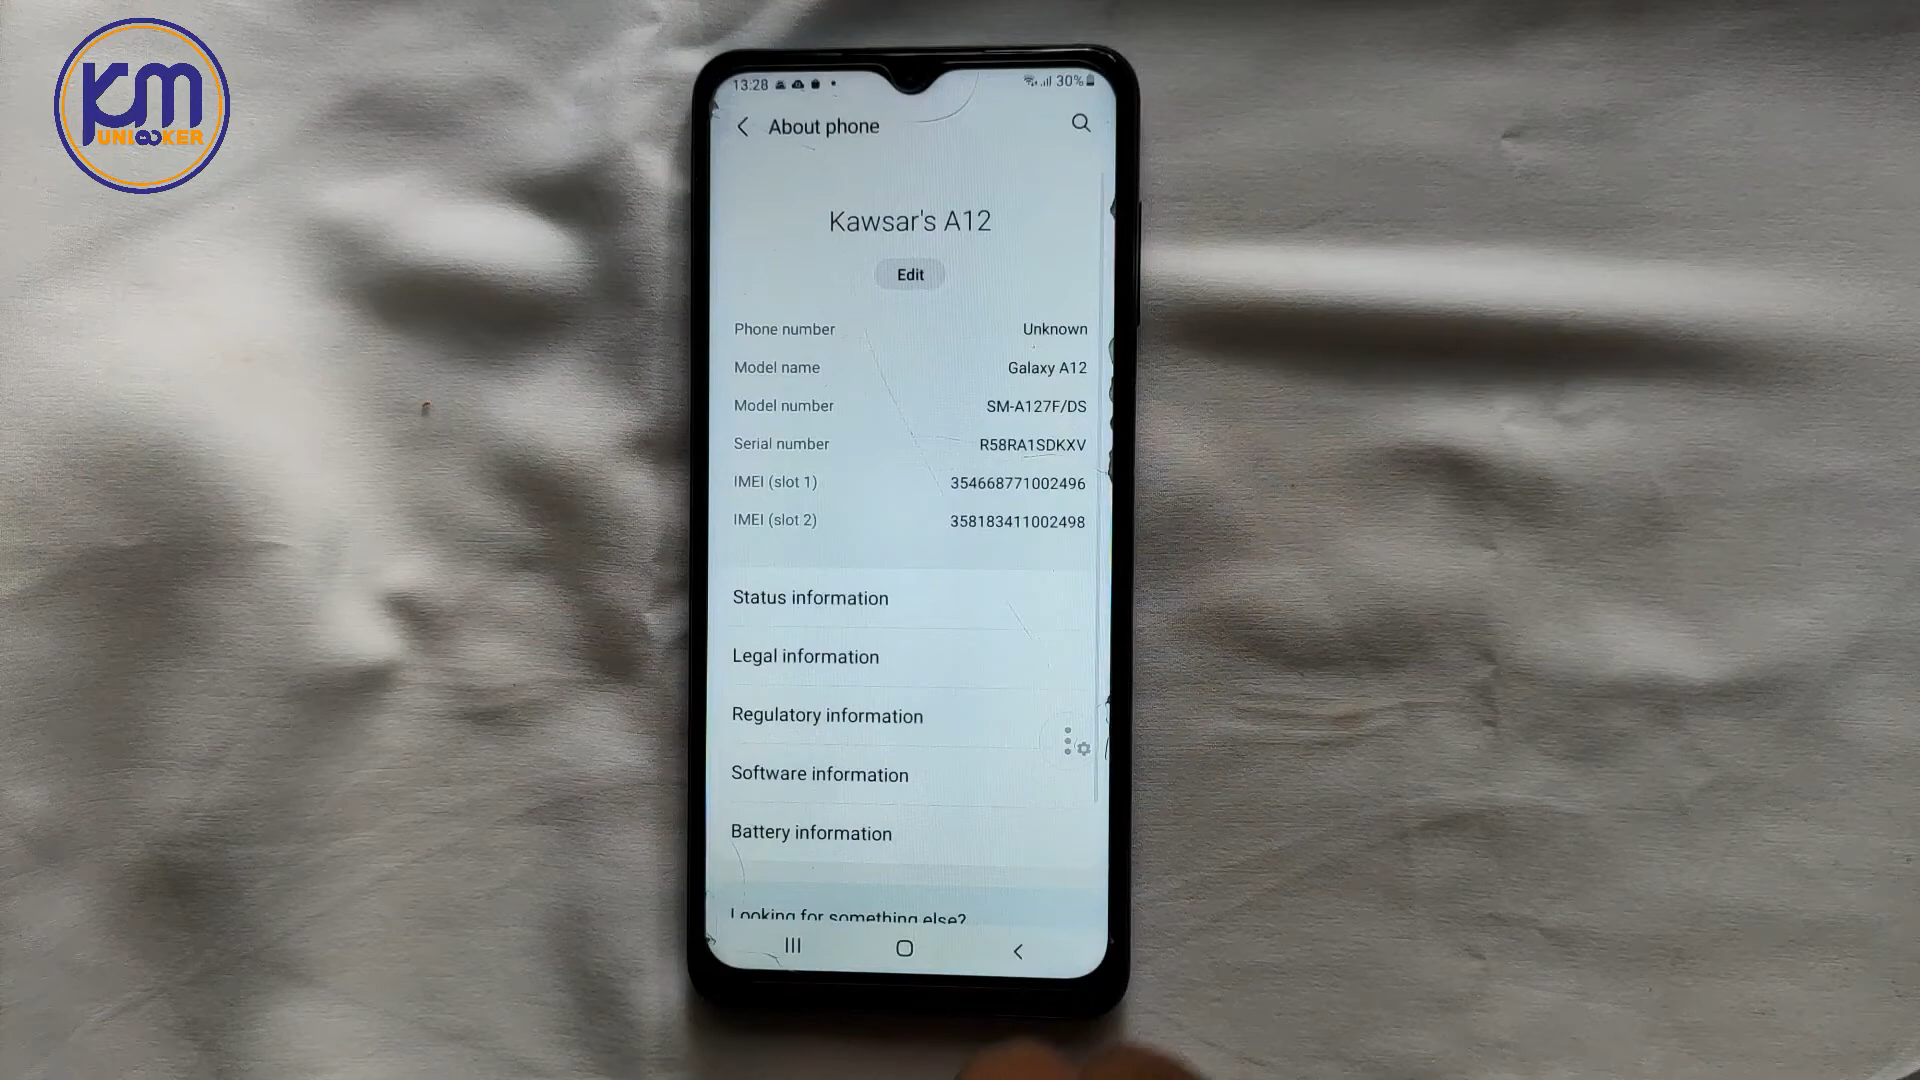 KM
UNLOCKER
13:28
30%
About phone
Kawsar's A12
Edit
Phone number Unknown
Model name Galaxy A12
Model number SM-A127F/DS
Serial number R58RA1SDKXV
IMEI (slot 1) 354668771002496
IMEI (slot 2) 358183411002498
Status information
Legal information
Regulatory information
Software information
Battery information
Looking for something else?